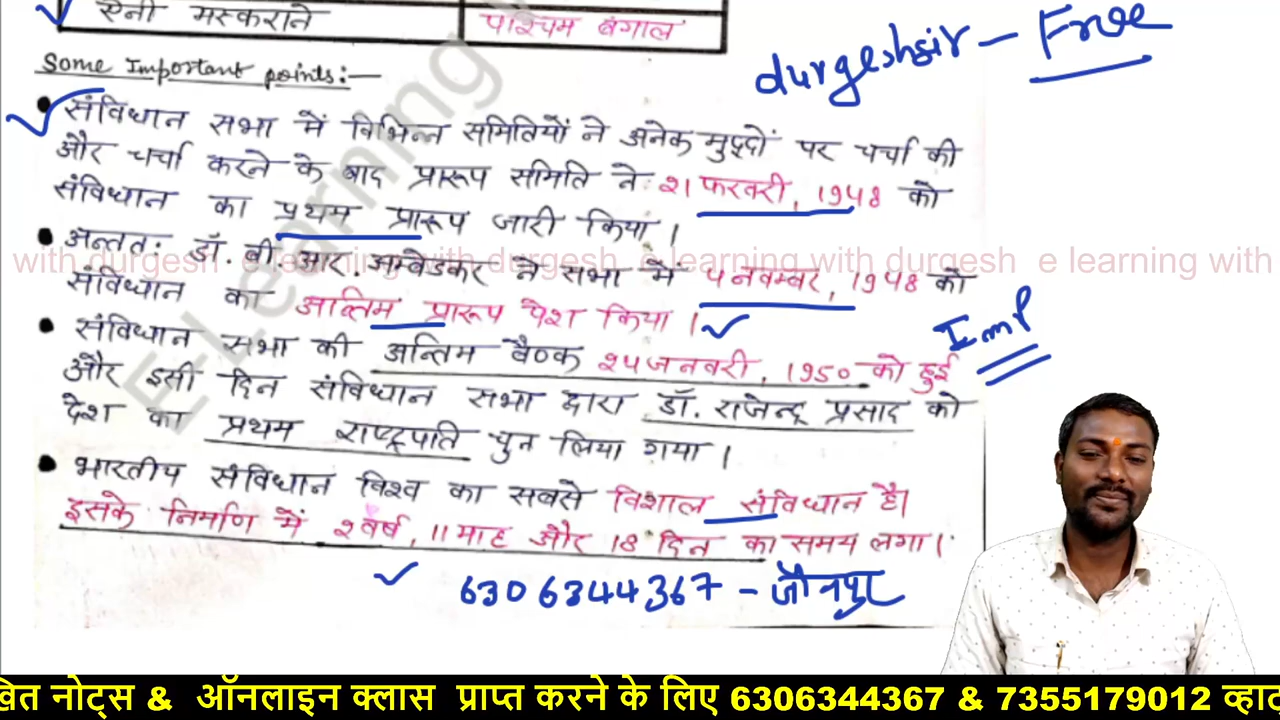 ऐनी मस्कराने
पश्चिम बंगाल
durgeshsir - Free
Some Important points:-
• संविधान सभा में विभिन्न समितियों ने अनेक मुद्दों पर चर्चा की
और चर्चा करने के बाद प्रारूप समिति ने 21 फरवरी, 1948 को
संविधान का प्रथम प्रारूप जारी किया।
• अन्ततः डॉ. बी. आर. अम्वेडकर ने सभा में 4 नवम्बर, 1948 को
with durgesh e learning with durgesh e learning with durgesh e learning with
संविधान का अन्तिम प्रारूप पेश किया।
Imp
• संविधान सभा की अन्तिम बैठक 24 जनवरी, 1950 को हुई
और इसी दिन संविधान सभा द्वारा डॉ. राजेन्द्र प्रसाद को
देश का प्रथम राष्ट्रपति चुन लिया गया।
• भारतीय संविधान विश्व का सबसे विशाल संविधान है।
इसके निर्माण में 2 वर्ष, 11 माह और 18 दिन का समय लगा।
6306344367 - जौनपुर
E-Learning
खित नोट्स & ऑनलाइन क्लास प्राप्त करने के लिए 6306344367 & 7355179012 व्हाट